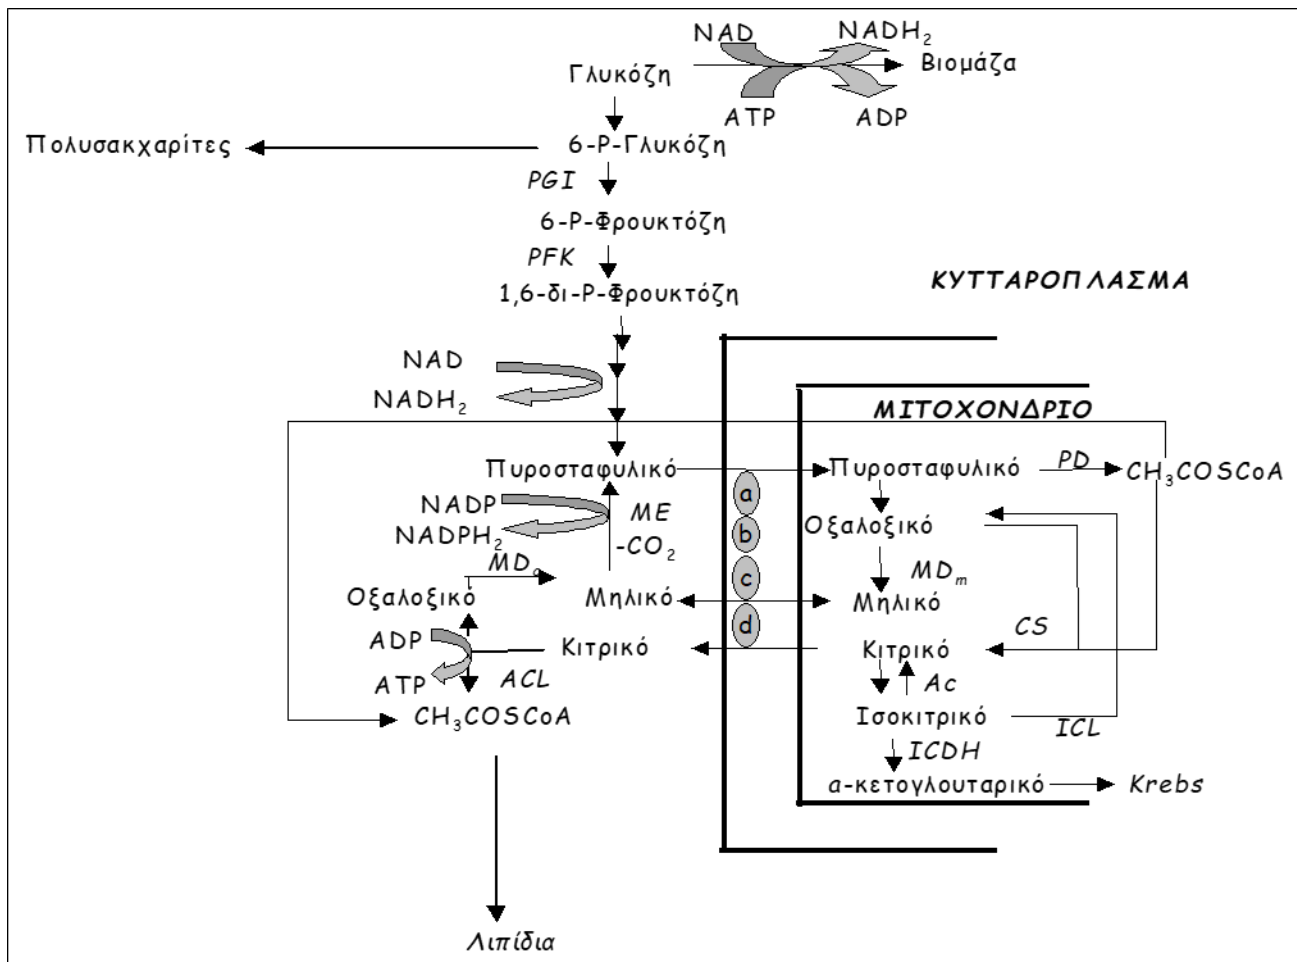 NAD NADH₂
Γλυκόζη Βιομάζα
ATP ADP
Πολυσακχαρίτες 6-Ρ-Γλυκόζη
PGI
6-Ρ-Φρουκτόζη
PFK
1,6-δι-Ρ-Φρουκτόζη
ΚΥΤΤΑΡΟΠΛΑΣΜΑ
NAD
NADH₂
ΜΙΤΟΧΟΝΔΡΙΟ
Πυροσταφυλικό Πυροσταφυλικό PD CH₃COSCoA
a
NADP ME
NADPH₂ -CO₂
b Οξαλοξικό
MD
c MDₘ
Οξαλοξικό Μηλικό Μηλικό
d CS
ADP Κιτρικό Κιτρικό
ATP ACL Ac
CH₃COSCoA Ισοκιτρικό ICL
ICDH
α-κετογλουταρικό Krebs
Λιπίδια